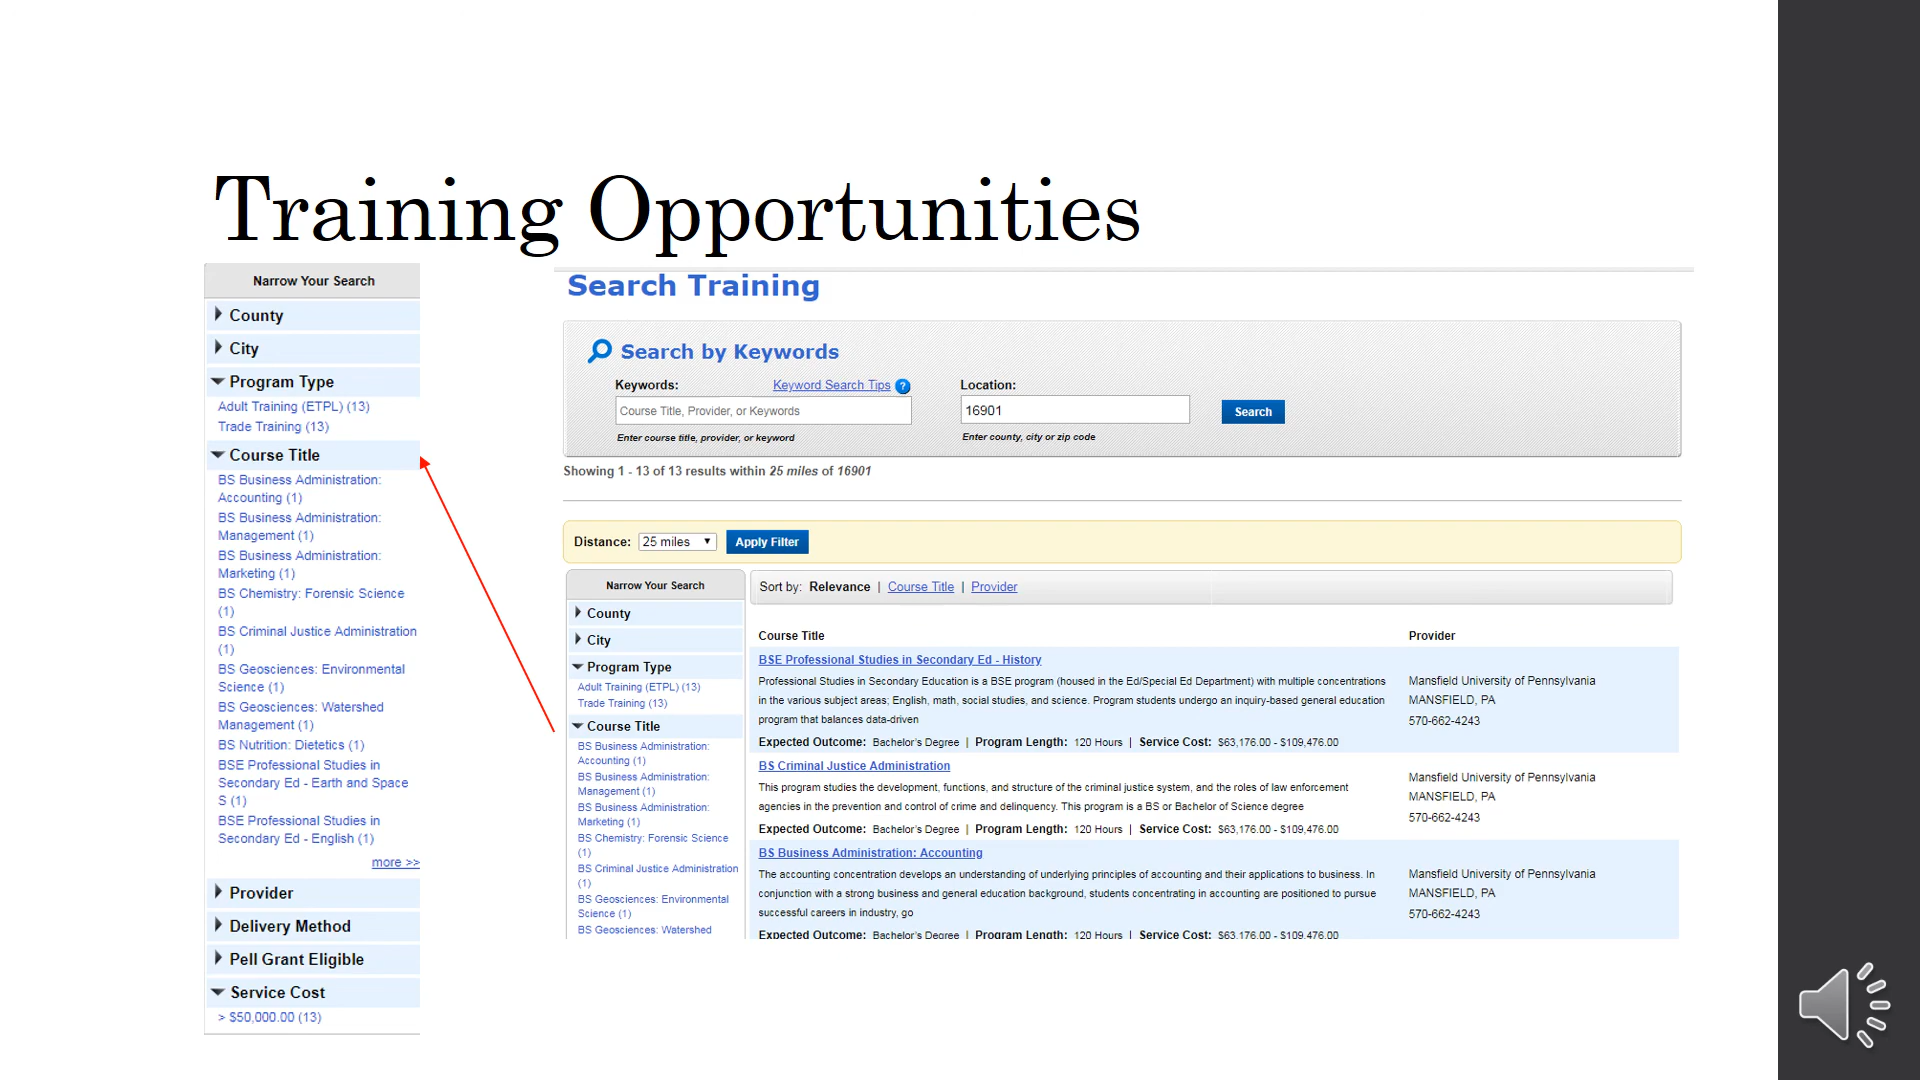 Training Opportunities
Narrow Your Search
County
City
Program Type
Adult Training (ETPL) (13)
Trade Training (13)
Course Title
BS Business Administration:
Accounting (1)
BS Business Administration:
Management (1)
BS Business Administration:
Marketing (1)
BS Chemistry: Forensic Science
(1)
BS Criminal Justice Administration
(1)
BS Geosciences: Environmental
Science (1)
BS Geosciences: Watershed
Management (1)
BS Nutrition: Dietetics (1)
BSE Professional Studies in
Secondary Ed - Earth and Space
S (1)
BSE Professional Studies in
Secondary Ed - English (1)
more >>
Provider
Delivery Method
Pell Grant Eligible
Service Cost
> $50,000.00 (13)
Search Training
Search by Keywords
Keywords: Keyword Search Tips ? Location:
Course Title, Provider, or Keywords 16901 Search
Enter course title, provider, or keyword Enter county, city or zip code
Showing 1 - 13 of 13 results within 25 miles of 16901
Distance: 25 miles Apply Filter
Narrow Your Search
County
City
Program Type
Adult Training (ETPL) (13)
Trade Training (13)
Course Title
BS Business Administration:
Accounting (1)
BS Business Administration:
Management (1)
BS Business Administration:
Marketing (1)
BS Chemistry: Forensic Science
(1)
BS Criminal Justice Administration
(1)
BS Geosciences: Environmental
Science (1)
BS Geosciences: Watershed
Sort by: Relevance | Course Title | Provider
Course Title Provider
BSE Professional Studies in Secondary Ed - History
Professional Studies in Secondary Education is a BSE program (housed in the Ed/Special Ed Department) with multiple concentrations
in the various subject areas; English, math, social studies, and science. Program students undergo an inquiry-based general education
program that balances data-driven
Expected Outcome: Bachelor's Degree | Program Length: 120 Hours | Service Cost: $63,176.00 - $109,476.00
Mansfield University of Pennsylvania
MANSFIELD, PA
570-662-4243
BS Criminal Justice Administration
This program studies the development, functions, and structure of the criminal justice system, and the roles of law enforcement
agencies in the prevention and control of crime and delinquency. This program is a BS or Bachelor of Science degree
Expected Outcome: Bachelor's Degree | Program Length: 120 Hours | Service Cost: $63,176.00 - $109,476.00
Mansfield University of Pennsylvania
MANSFIELD, PA
570-662-4243
BS Business Administration: Accounting
The accounting concentration develops an understanding of underlying principles of accounting and their applications to business. In
conjunction with a strong business and general education background, students concentrating in accounting are positioned to pursue
successful careers in industry, go
Expected Outcome: Bachelor's Degree | Program Length: 120 Hours | Service Cost: $63,176.00 - $109,476.00
Mansfield University of Pennsylvania
MANSFIELD, PA
570-662-4243